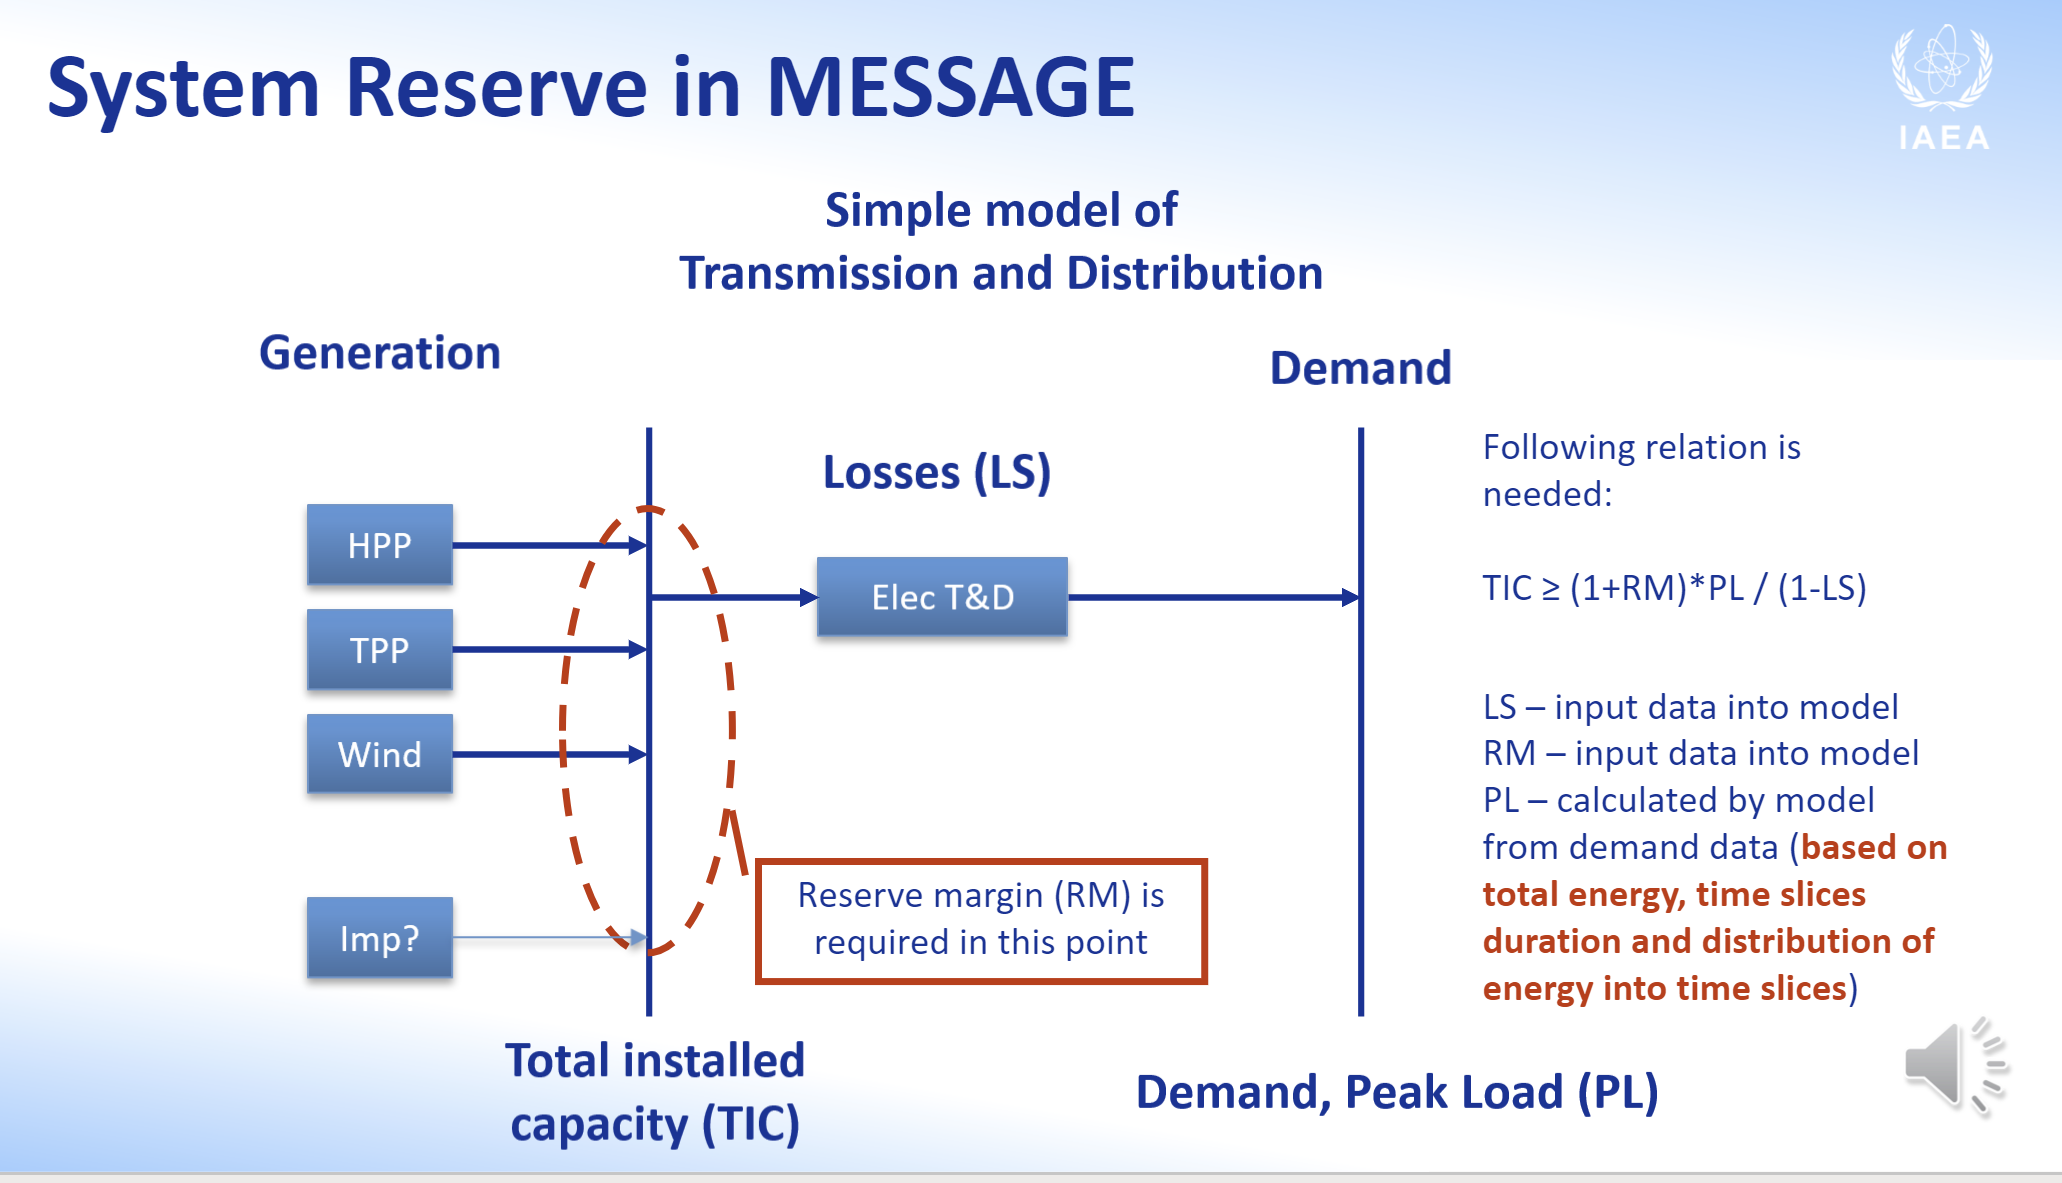 System Reserve in MESSAGE
IAEA
Simple model of
Transmission and Distribution
Generation
Demand
Losses (LS)
HPP
TPP
Wind
Imp?
Elec T&D
Reserve margin (RM) is
required in this point
Following relation is
needed:
TIC ≥ (1+RM)*PL / (1-LS)
LS – input data into model
RM – input data into model
PL – calculated by model
from demand data (based on
total energy, time slices
duration and distribution of
energy into time slices)
Total installed
capacity (TIC)
Demand, Peak Load (PL)